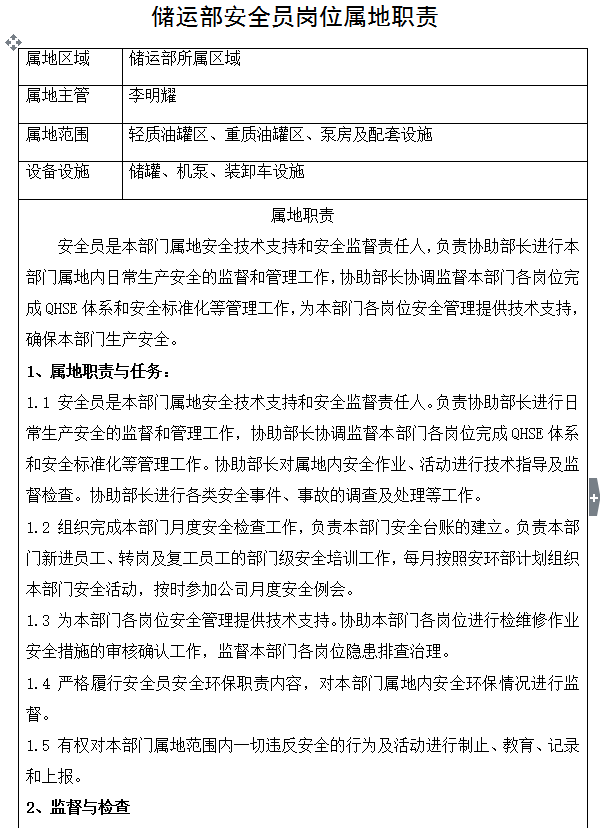 储运部安全员岗位属地职责
属地区域 储运部所属区域
属地主管 李明耀
属地范围 轻质油罐区、重质油罐区、泵房及配套设施
设备设施 储罐、机泵、装卸车设施
属地职责
安全员是本部门属地安全技术支持和安全监督责任人，负责协助部长进行本
部门属地内日常生产安全的监督和管理工作，协助部长协调监督本部门各岗位完
成 QHSE 体系和安全标准化等管理工作，为本部门各岗位安全管理提供技术支持，
确保本部门生产安全。
1、属地职责与任务：
1.1 安全员是本部门属地安全技术支持和安全监督责任人。负责协助部长进行日
常生产安全的监督和管理工作，协助部长协调监督本部门各岗位完成 QHSE 体系
和安全标准化等管理工作。协助部长对属地内安全作业、活动进行技术指导及监
督检查。协助部长进行各类安全事件、事故的调查及处理等工作。
1.2 组织完成本部门月度安全检查工作，负责本部门安全台账的建立。负责本部
门新进员工、转岗及复工员工的部门级安全培训工作，每月按照安环部计划组织
本部门安全活动，按时参加公司月度安全例会。
1.3 为本部门各岗位安全管理提供技术支持。协助本部门各岗位进行检维修作业
安全措施的审核确认工作，监督本部门各岗位隐患排查治理。
1.4 严格履行安全员安全环保职责内容，对本部门属地内安全环保情况进行监
督。
1.5 有权对本部门属地范围内一切违反安全的行为及活动进行制止、教育、记录
和上报。
2、监督与检查